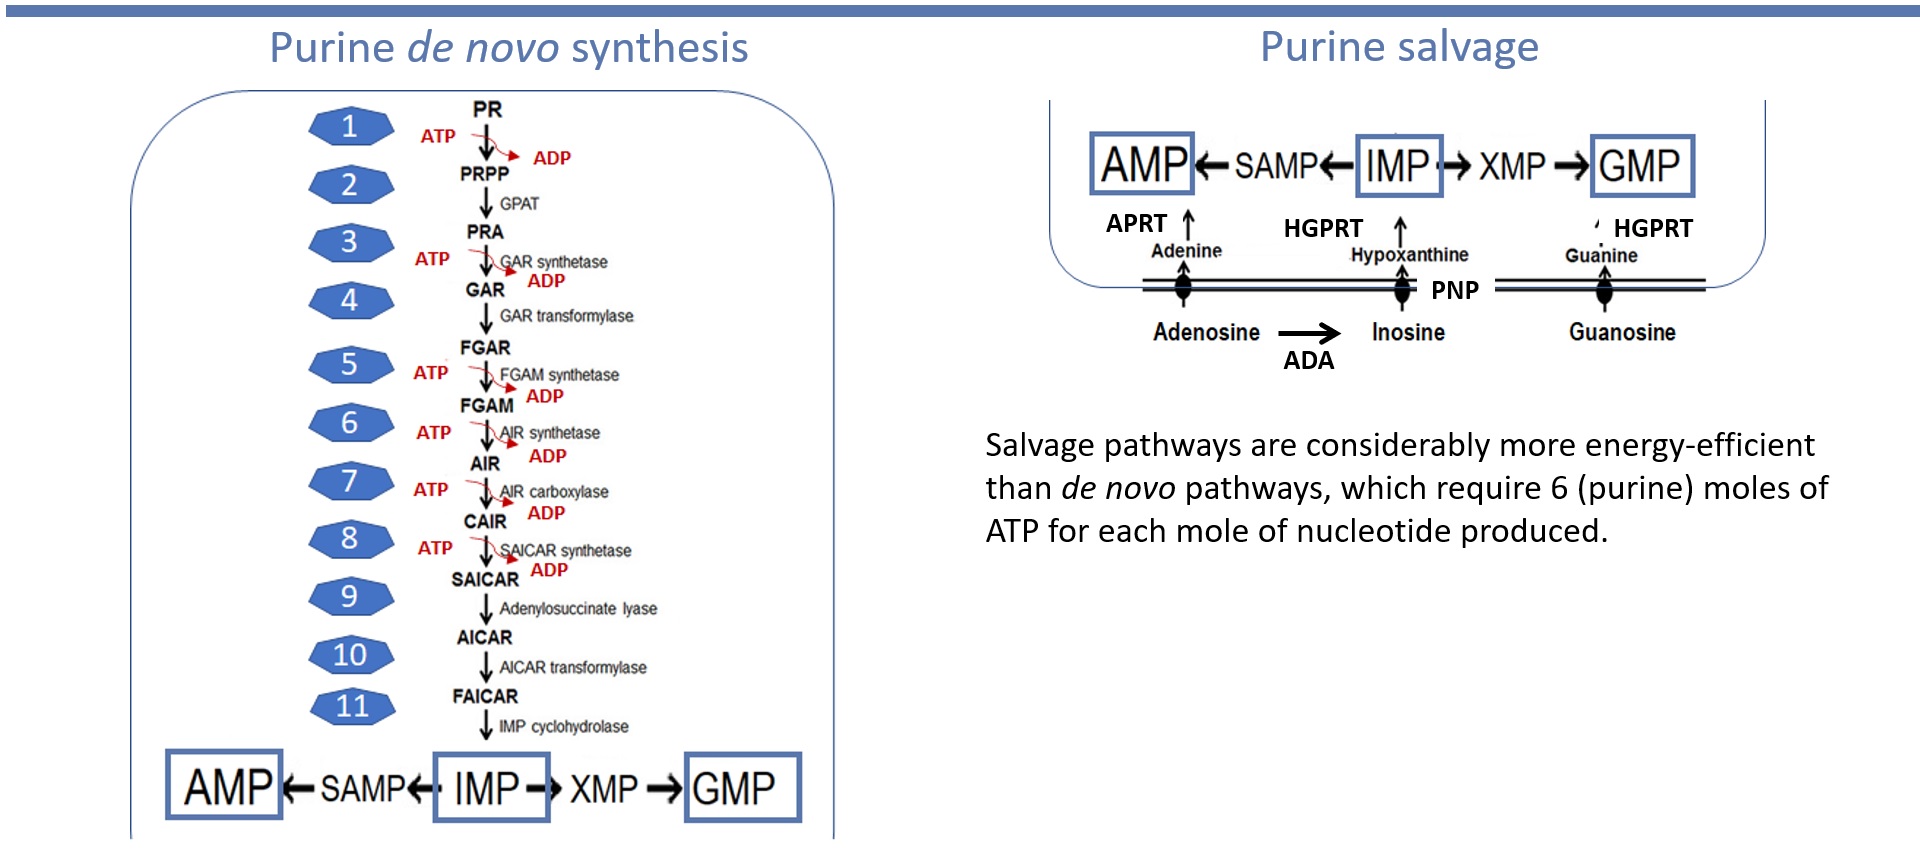 Purine de novo synthesis
1
PR
ATP
ADP
2
PRPP
GPAT
3
PRA
ATP
GAR synthetase
ADP
4
GAR
GAR transformylase
5
FGAR
ATP
FGAM synthetase
ADP
6
FGAM
ATP
AIR synthetase
ADP
7
AIR
ATP
AIR carboxylase
ADP
8
CAIR
ATP
SAICAR synthetase
ADP
9
SAICAR
Adenylosuccinate lyase
10
AICAR
AICAR transformylase
11
FAICAR
IMP cyclohydrolase
AMP SAMP IMP XMP GMP
Purine salvage
AMP SAMP IMP XMP GMP
APRT HGPRT HGPRT
Adenine Hypoxanthine Guanine
PNP
Adenosine Inosine Guanosine
ADA
Salvage pathways are considerably more energy-efficient
than de novo pathways, which require 6 (purine) moles of
ATP for each mole of nucleotide produced.